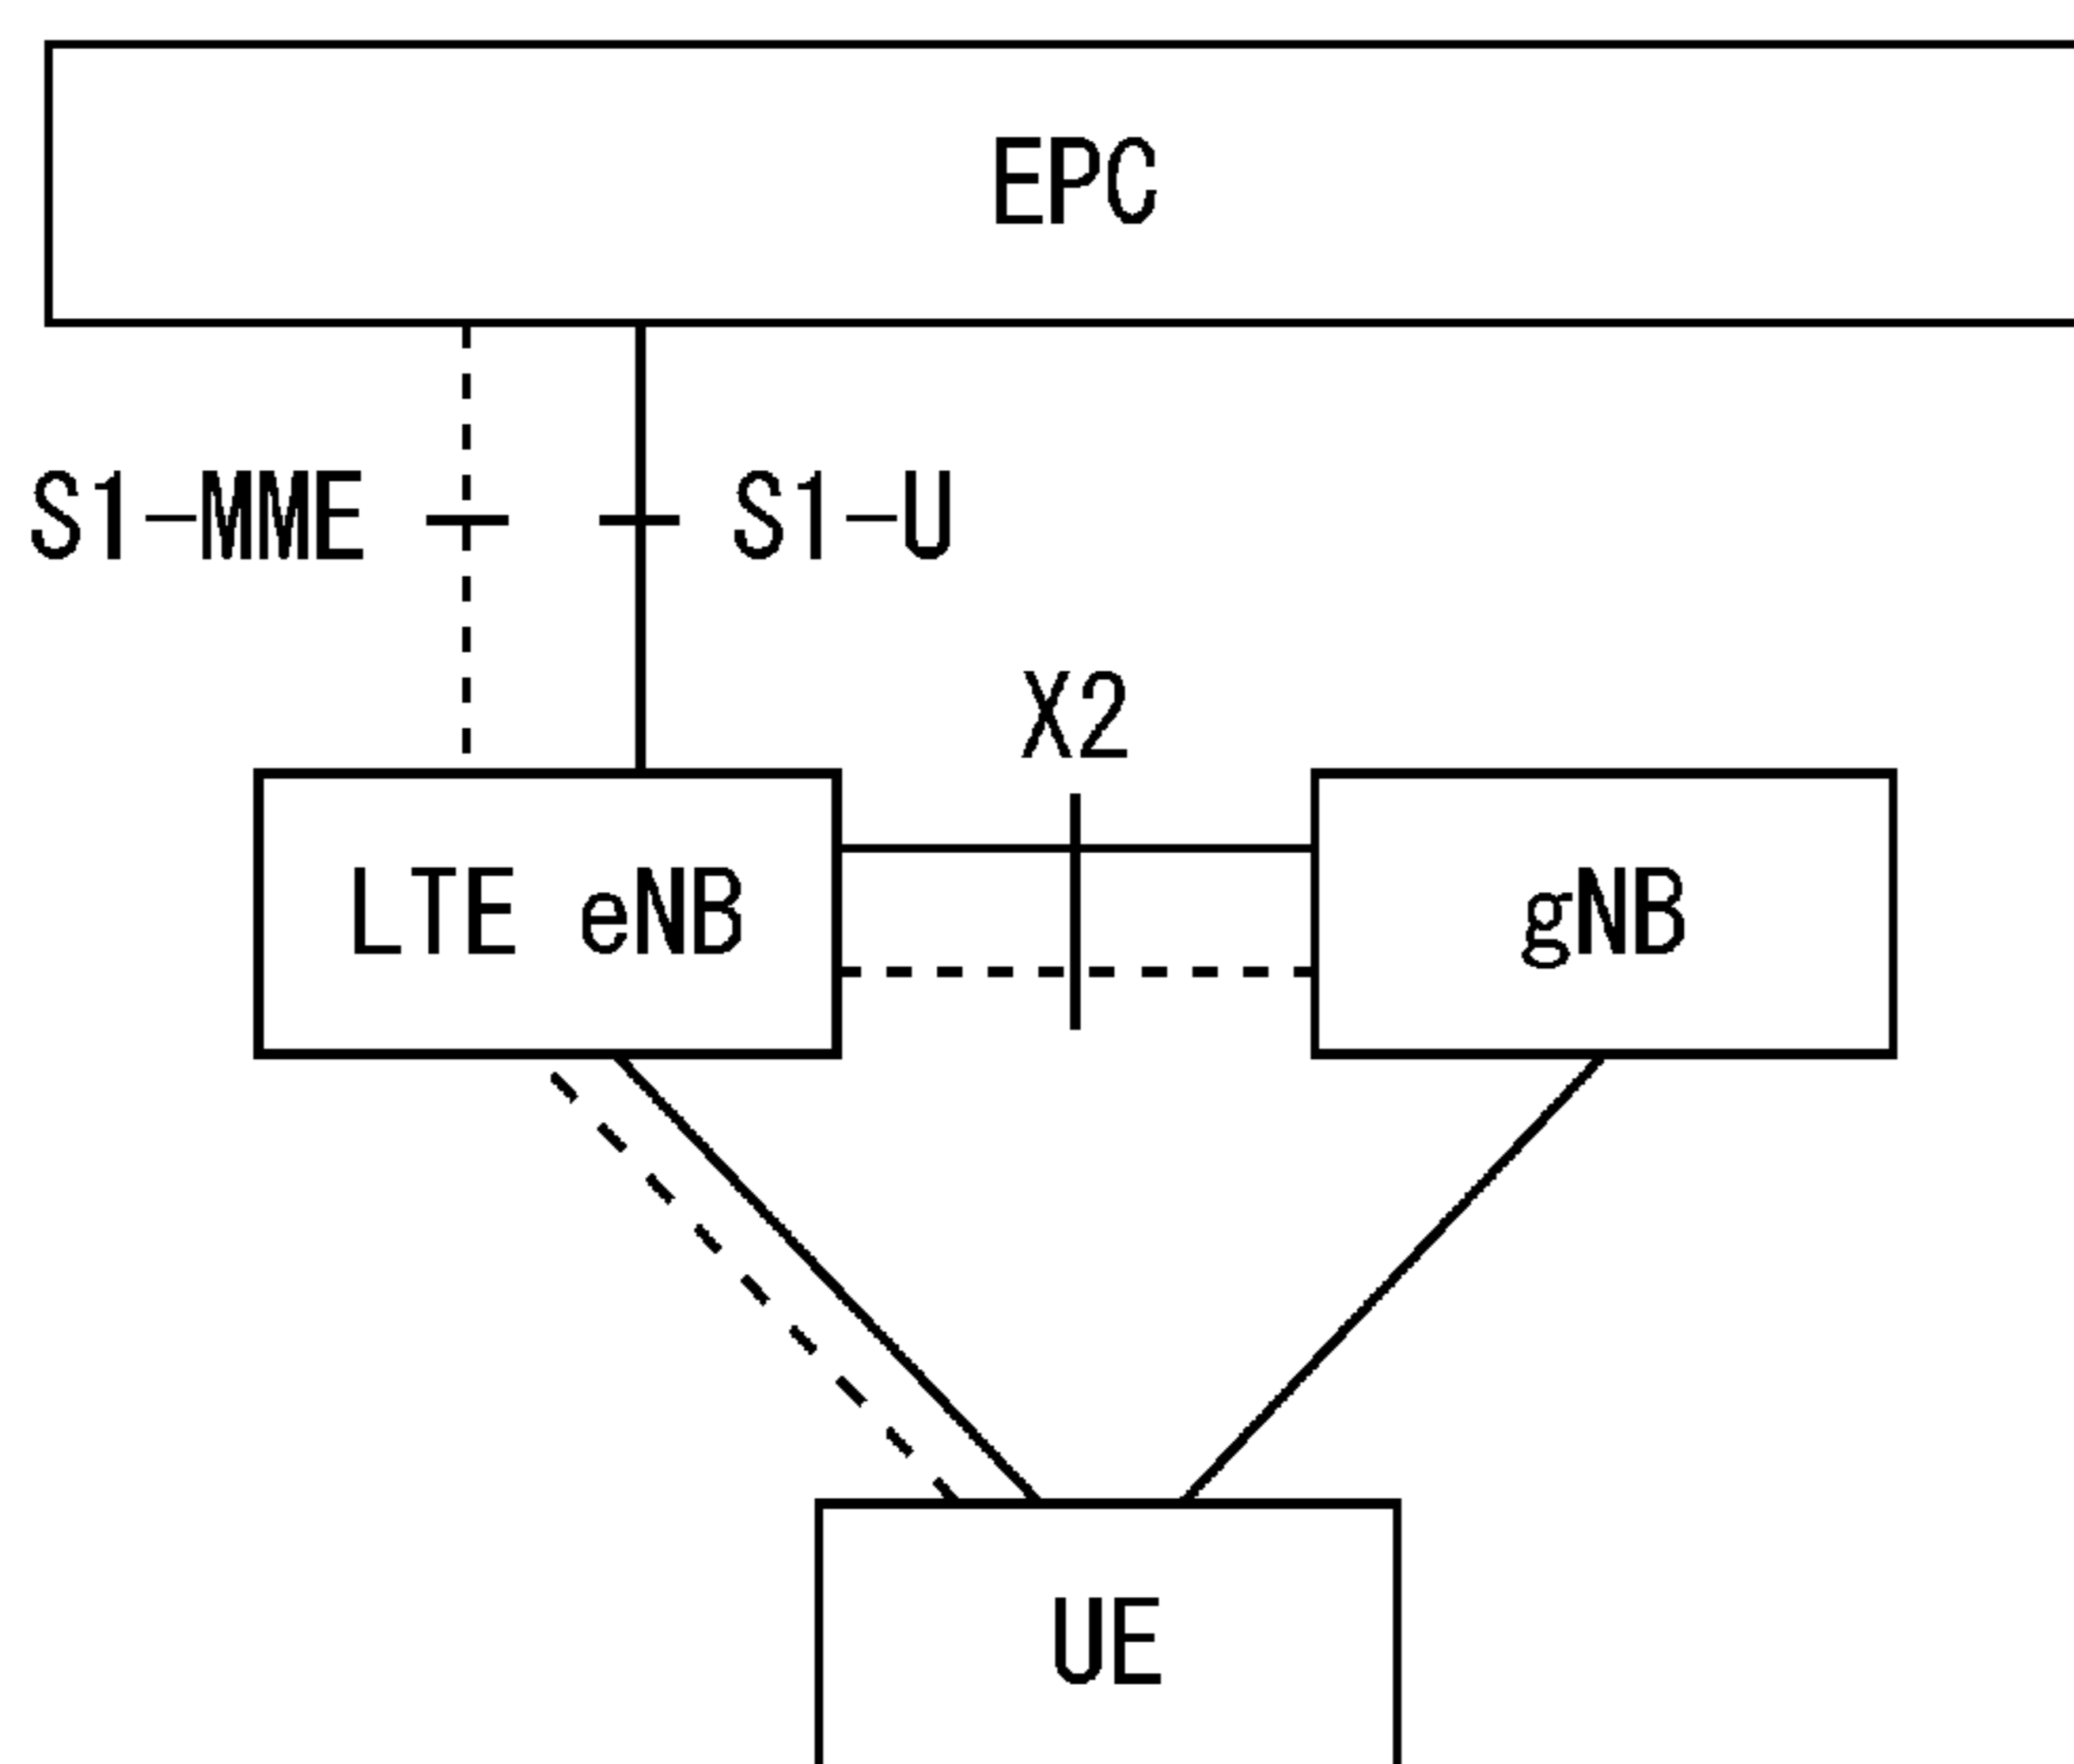 EPC
S1-MME
S1-U
X2
LTE eNB
gNB
UE